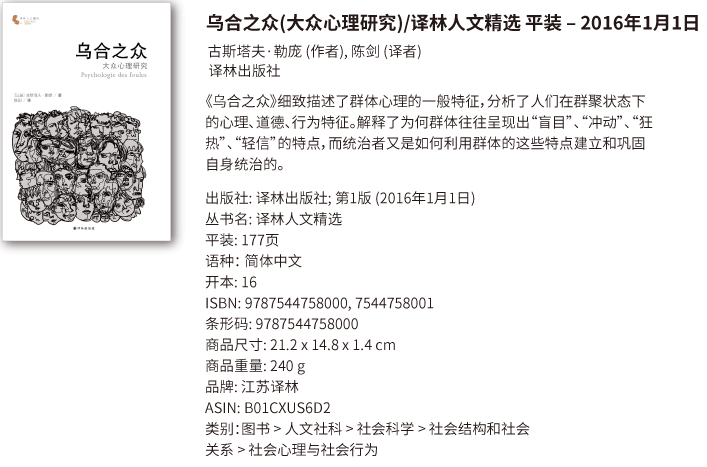 乌合之众
大众心理研究
Psychologie des foules
乌合之众(大众心理研究)/译林人文精选 平装 – 2016年1月1日
古斯塔夫·勒庞 (作者), 陈剑 (译者)
译林出版社
《乌合之众》细致描述了群体心理的一般特征，分析了人们在群聚状态下
的心理、道德、行为特征。解释了为何群体往往呈现出“盲目”、“冲动”、“狂
热”、“轻信”的特点，而统治者又是如何利用群体的这些特点建立和巩固
自身统治的。
出版社: 译林出版社; 第1版 (2016年1月1日)
丛书名: 译林人文精选
平装: 177页
语种： 简体中文
开本: 16
ISBN: 9787544758000, 7544758001
条形码: 9787544758000
商品尺寸: 21.2 x 14.8 x 1.4 cm
商品重量: 240 g
品牌: 江苏译林
ASIN: B01CXUS6D2
类别：图书 > 人文社科 > 社会科学 > 社会结构和社会
关系 > 社会心理与社会行为